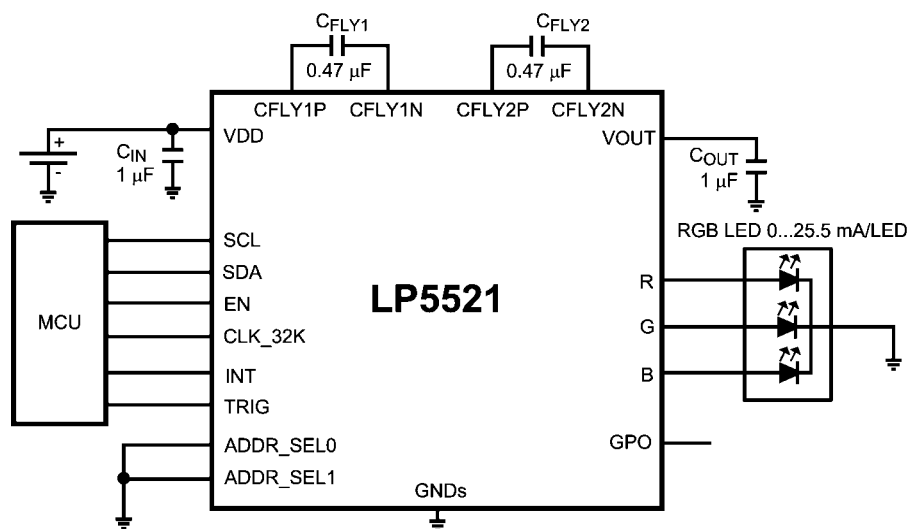 CFLY1
0.47 µF
CFLY2
0.47 µF
CFLY1P
CFLY1N
CFLY2P
CFLY2N
+
-
CIN
1 µF
VDD
VOUT
COUT
1 µF
RGB LED 0...25.5 mA/LED
MCU
SCL
SDA
EN
CLK_32K
INT
TRIG
ADDR_SEL0
ADDR_SEL1
LP5521
R
G
B
GPO
GNDs